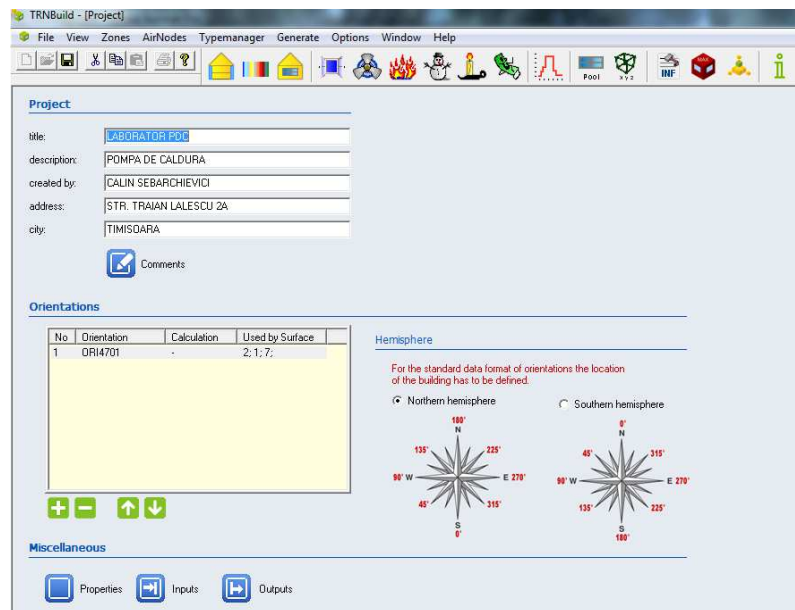 TRNBuild - [Project]
File View Zones AirNodes Typemanager Generate Options Window Help
Pool
x y z
INF
MAX
i
Project
title: LABORATOR PDC
description: POMPA DE CALDURA
created by: CALIN SEBARCHIEVICI
address: STR. TRAIAN LALESCU 2A
city: TIMISOARA
Comments
Orientations
No Orientation Calculation Used by Surface
1 ORI4701 - 2; 1; 7;
Hemisphere
For the standard data format of orientations the location
of the building has to be defined.
Northern hemisphere
Southern hemisphere
180°
N
135° 225°
90° W E 270°
45° 315°
S
0°
0°
N
45° 315°
90° W E 270°
135° 225°
S
180°
Miscellaneous
Properties Inputs Outputs